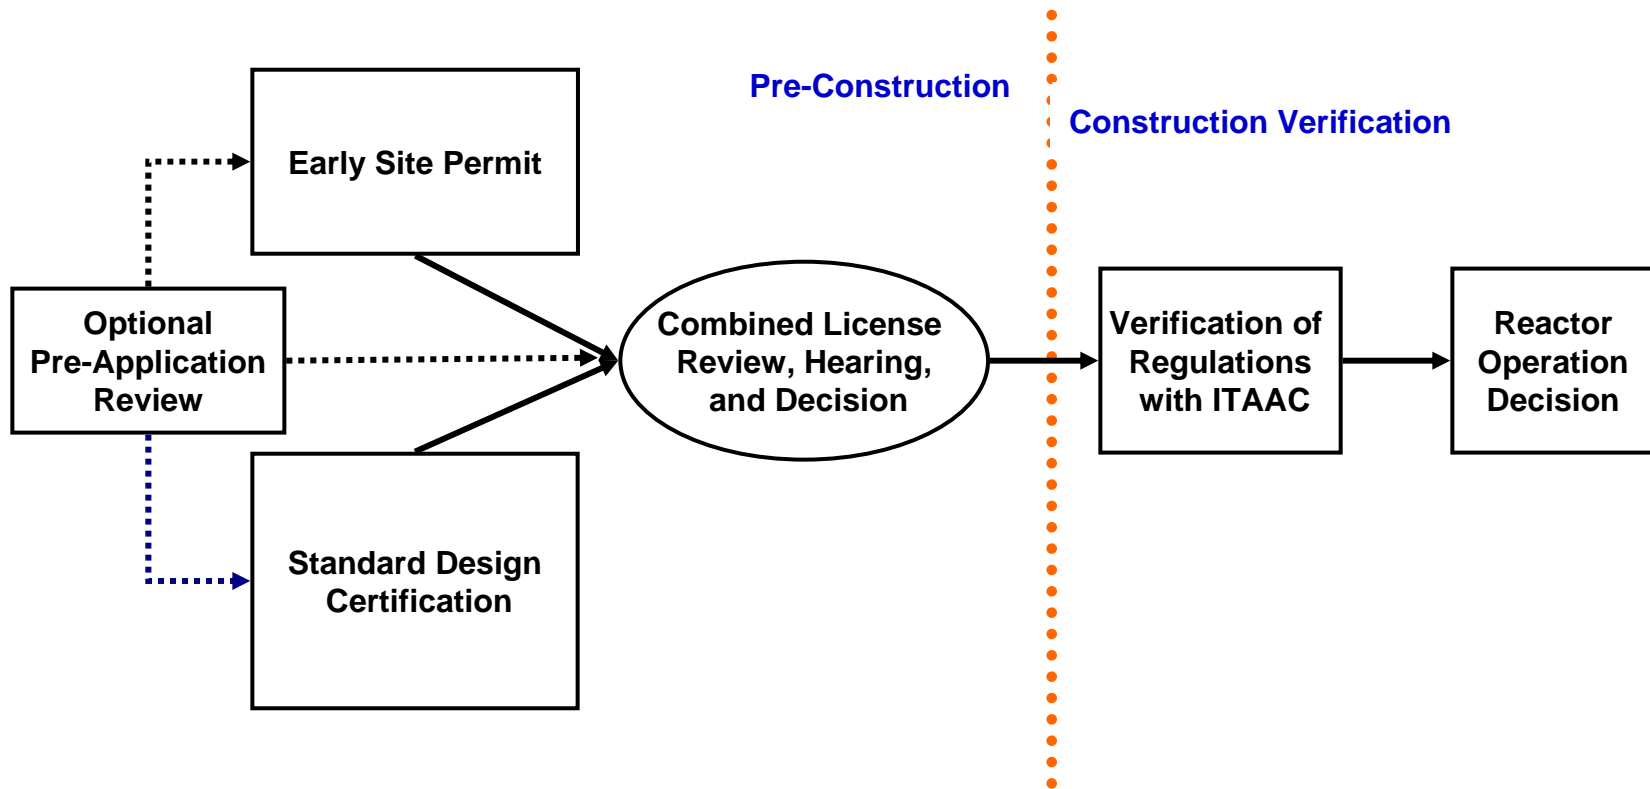 Pre-Construction
Construction Verification
Early Site Permit
Optional
Pre-Application
Review
Combined License
Review, Hearing,
and Decision
Verification of
Regulations
with ITAAC
Reactor
Operation
Decision
Standard Design
Certification